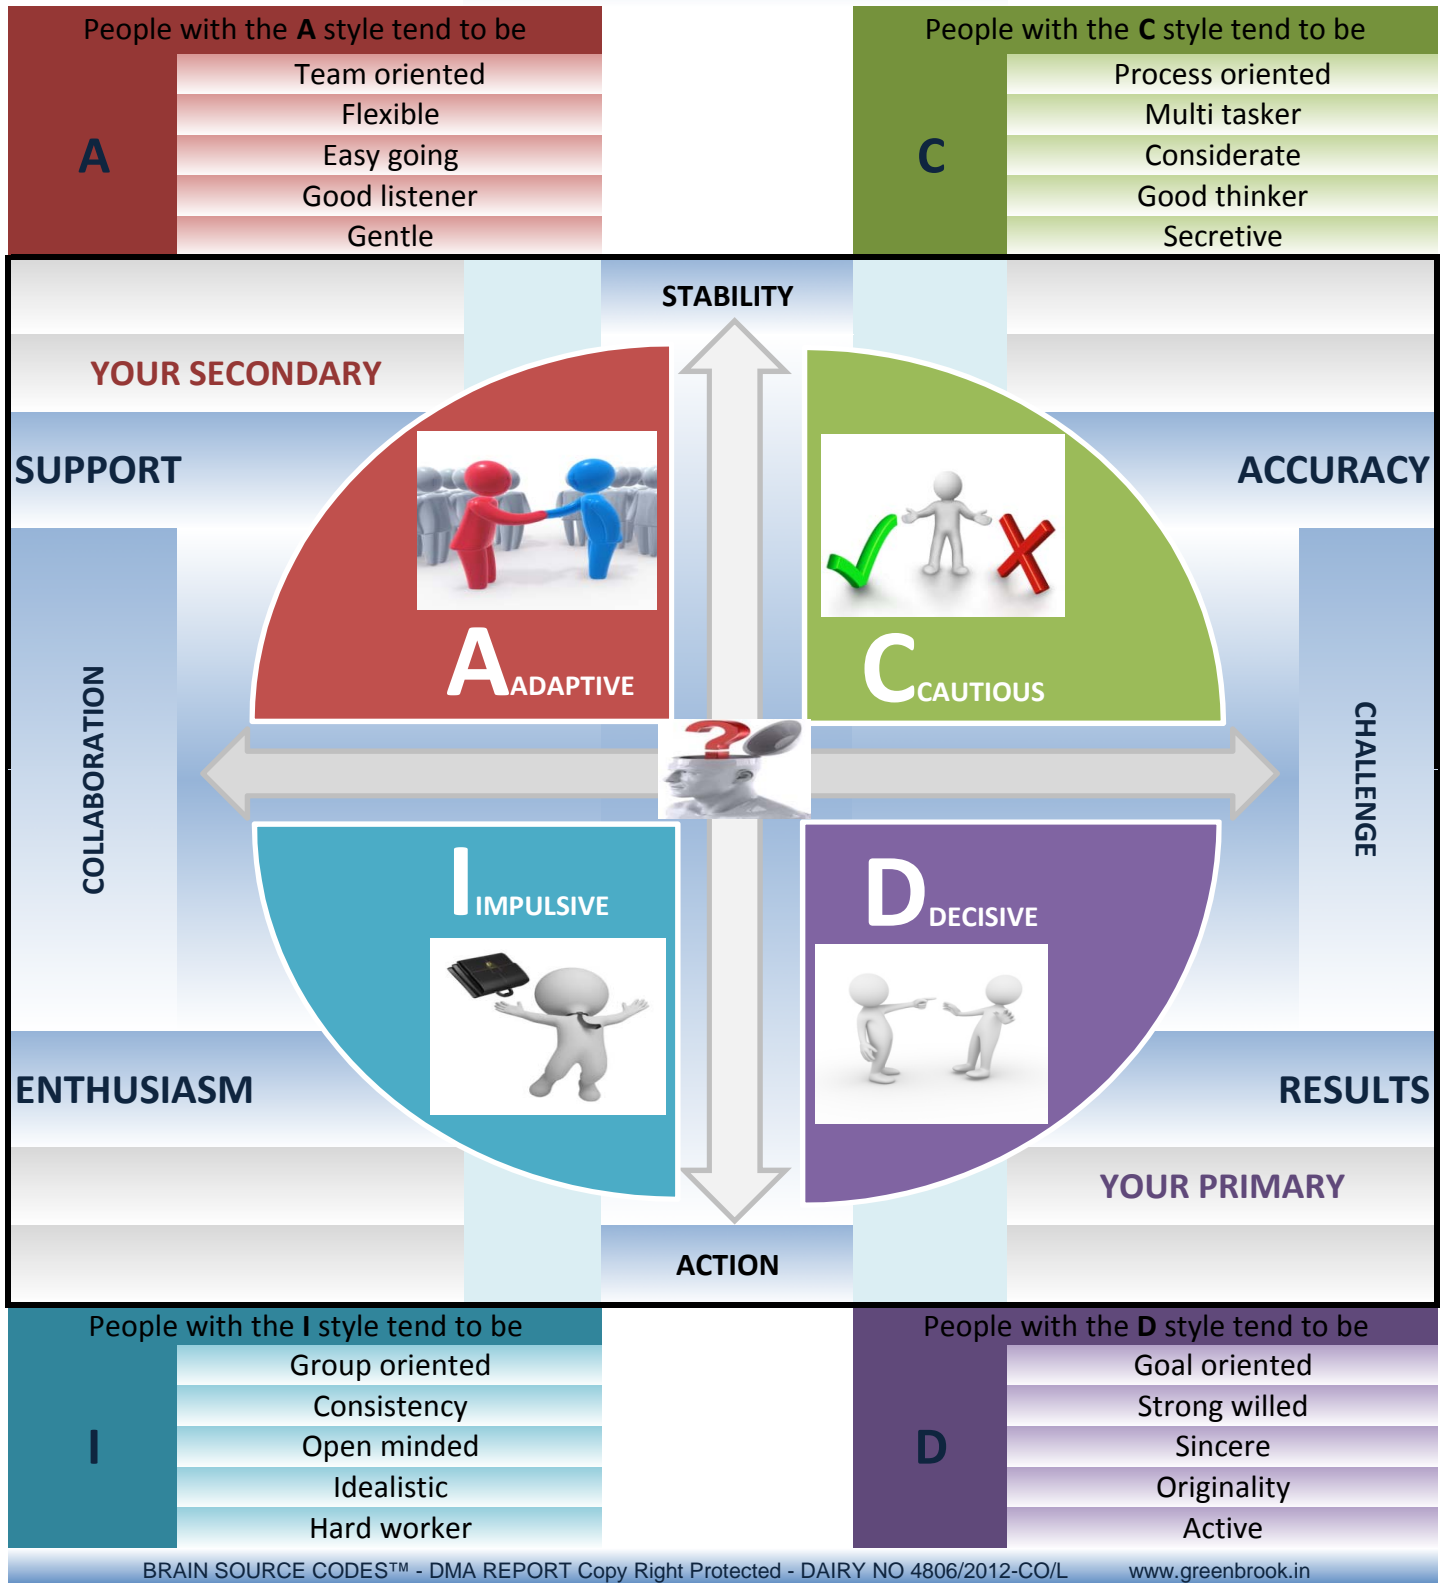 People with the A style tend to be
A
Team oriented
Flexible
Easy going
Good listener
Gentle
People with the C style tend to be
C
Process oriented
Multi tasker
Considerate
Good thinker
Secretive
STABILITY
YOUR SECONDARY
SUPPORT
ACCURACY
COLLABORATION
CHALLENGE
A ADAPTIVE
C CAUTIOUS
I IMPULSIVE
D DECISIVE
ENTHUSIASM
RESULTS
YOUR PRIMARY
ACTION
People with the I style tend to be
I
Group oriented
Consistency
Open minded
Idealistic
Hard worker
People with the D style tend to be
D
Goal oriented
Strong willed
Sincere
Originality
Active
BRAIN SOURCE CODES™ - DMA REPORT Copy Right Protected - DAIRY NO 4806/2012-CO/L www.greenbrook.in